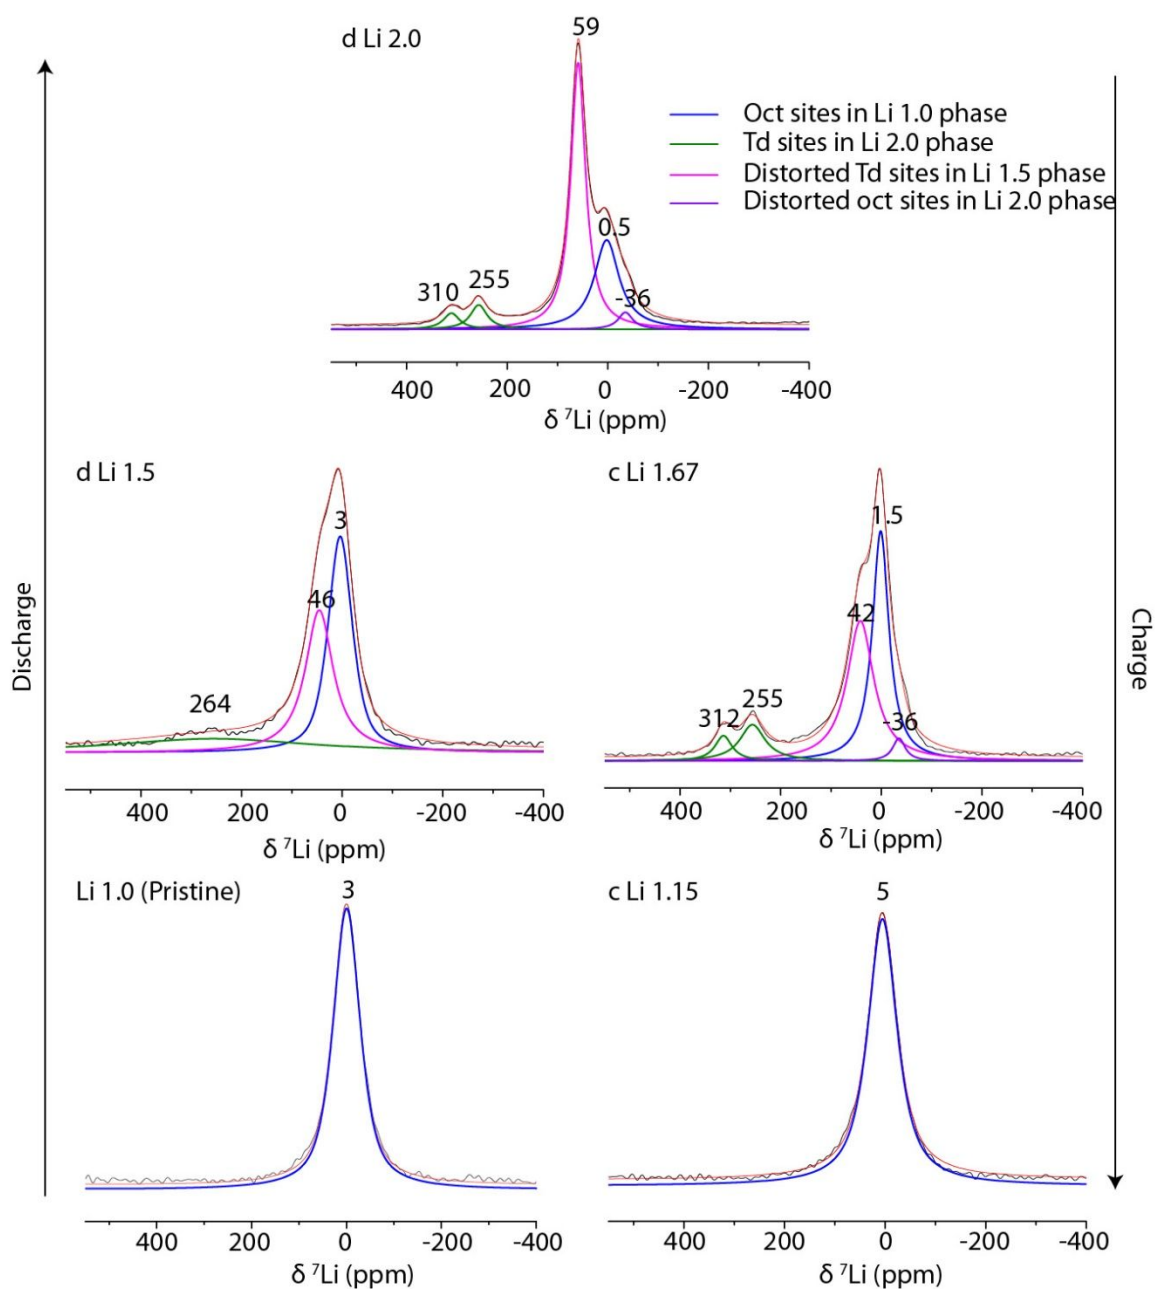 d Li 2.0
59
Oct sites in Li 1.0 phase
Td sites in Li 2.0 phase
Distorted Td sites in Li 1.5 phase
Distorted oct sites in Li 2.0 phase
0.5
310
255
-36
400 200 0 -200 -400
δ ⁷Li (ppm)
Discharge
Charge
d Li 1.5
3
46
264
400 200 0 -200 -400
δ ⁷Li (ppm)
c Li 1.67
1.5
42
312
255
-36
400 200 0 -200 -400
δ ⁷Li (ppm)
Li 1.0 (Pristine)
3
400 200 0 -200 -400
δ ⁷Li (ppm)
c Li 1.15
5
400 200 0 -200 -400
δ ⁷Li (ppm)